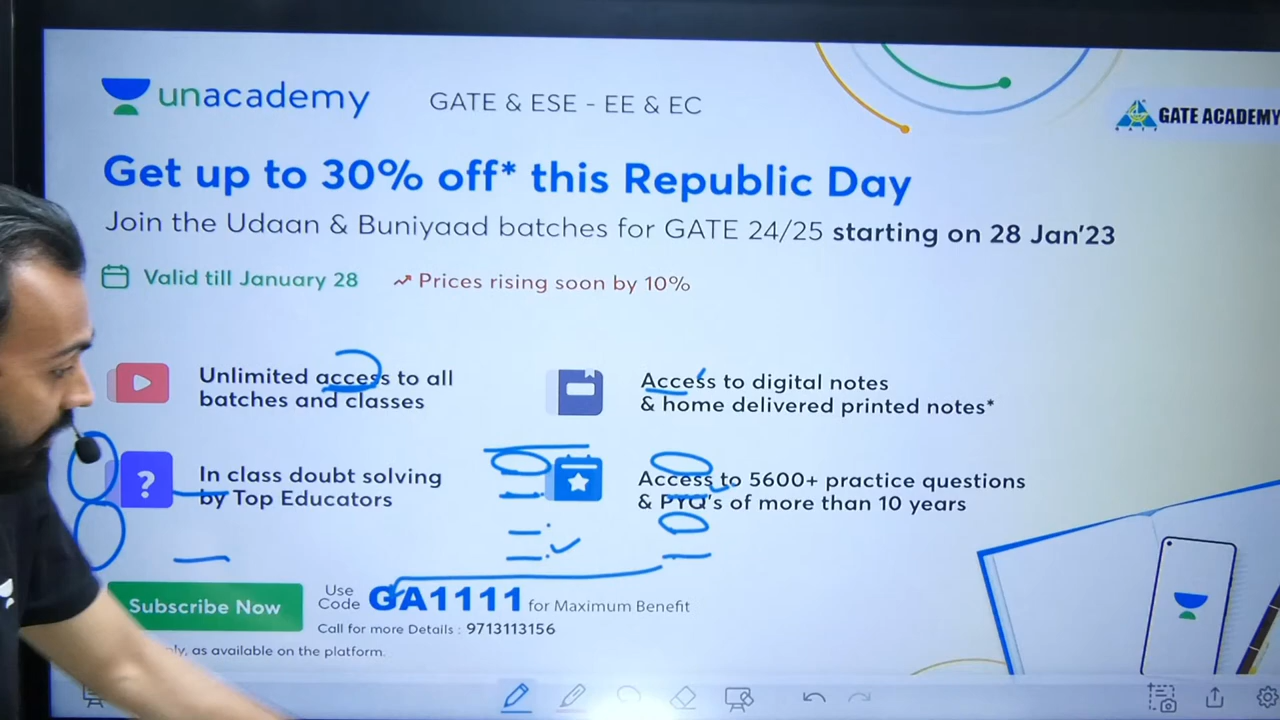 unacademy GATE & ESE - EE & EC
GATE ACADEMY
Get up to 30% off* this Republic Day
Join the Udaan & Buniyaad batches for GATE 24/25 starting on 28 Jan'23
Valid till January 28 Prices rising soon by 10%
Unlimited access to all
batches and classes
Access to digital notes
& home delivered printed notes*
In class doubt solving
by Top Educators
Access to 5600+ practice questions
& PYQ's of more than 10 years
Subscribe Now
Use
Code GA1111 for Maximum Benefit
Call for more Details : 9713113156
as available on the platform.